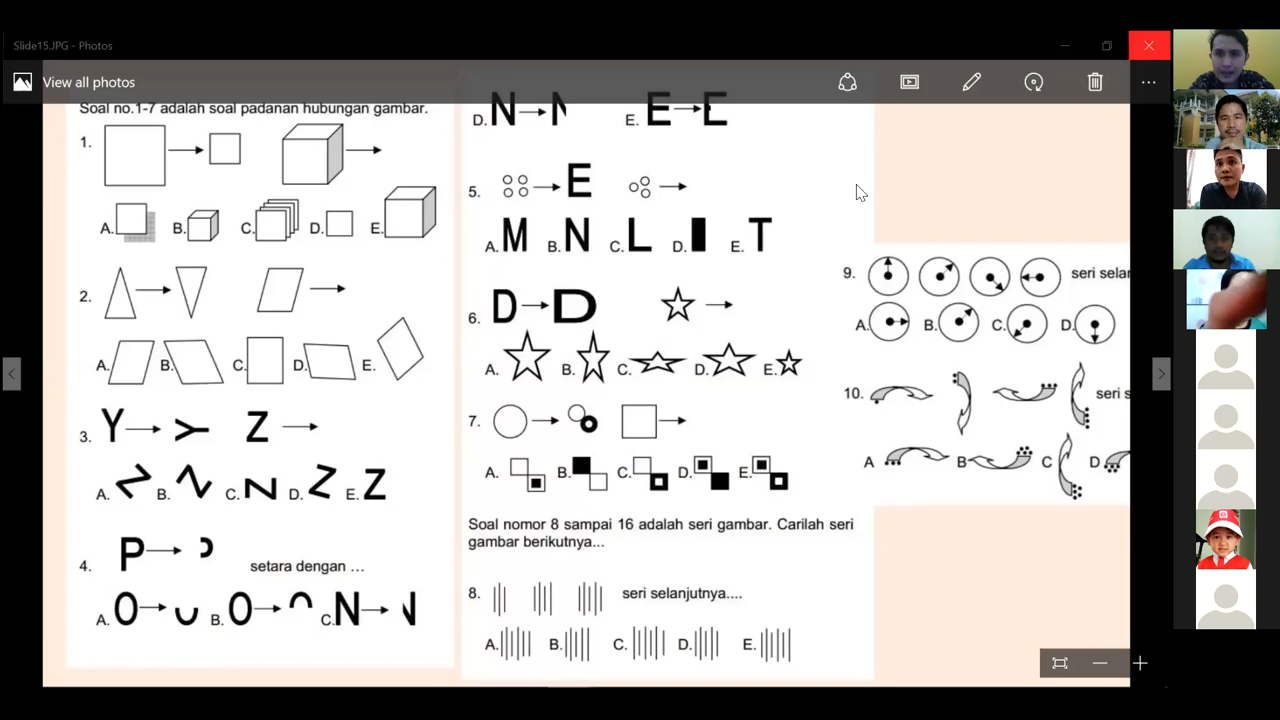 Slide15.JPG - Photos
View all photos
Soal no.1-7 adalah soal padanan hubungan gambar.
1.
A. B. C. D. E.
2.
A. B. C. D. E.
3. Y Z
A. Z B. Z C. Z D. Z E. Z
4. P setara dengan ...
A. O B. O C. N
D. N N E. E E
5. E
A. M B. N C. L D. E. T
6. D D
A. B. C. D. E.
7.
A. B. C. D. E.
Soal nomor 8 sampai 16 adalah seri gambar. Carilah seri
gambar berikutnya...
8. seri selanjutnya....
A. B. C. D. E.
9. seri selar
A. B. C. D.
10. seri s
A B C D